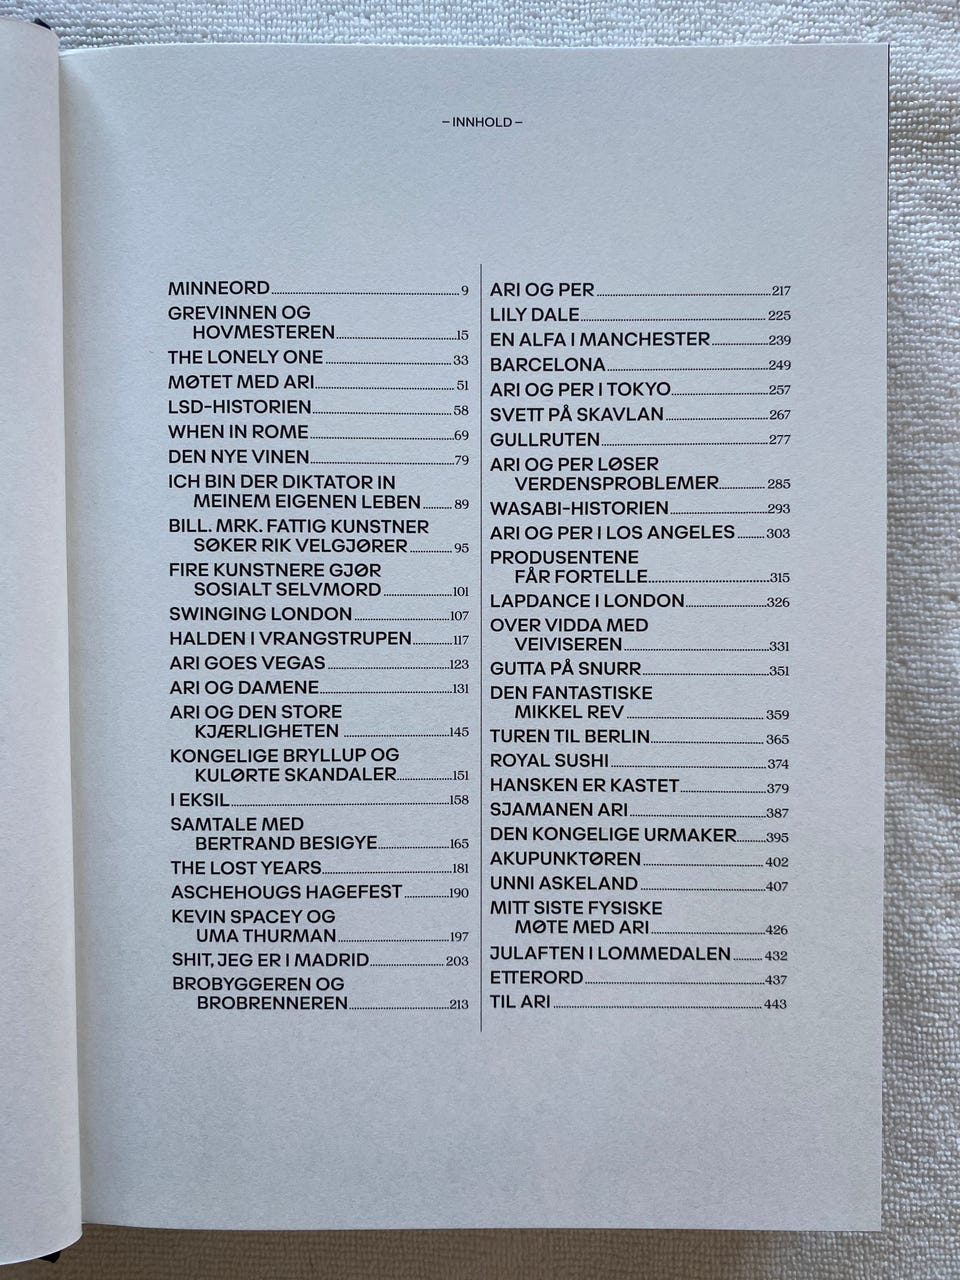 – INNHOLD –
MINNEORD 9
GREVINNEN OG
HOVMESTEREN 15
THE LONELY ONE 33
MØTET MED ARI 51
LSD-HISTORIEN 58
WHEN IN ROME 69
DEN NYE VINEN 79
ICH BIN DER DIKTATOR IN
MEINEM EIGENEN LEBEN 89
BILL. MRK. FATTIG KUNSTNER
SØKER RIK VELGJØRER 95
FIRE KUNSTNERE GJØR
SOSIALT SELVMORD 101
SWINGING LONDON 107
HALDEN I VRANGSTRUPEN 117
ARI GOES VEGAS 123
ARI OG DAMENE 131
ARI OG DEN STORE
KJÆRLIGHETEN 145
KONGELIGE BRYLLUP OG
KULØRTE SKANDALER 151
I EKSIL 158
SAMTALE MED
BERTRAND BESIGYE 165
THE LOST YEARS 181
ASCHEHOUGS HAGEFEST 190
KEVIN SPACEY OG
UMA THURMAN 197
SHIT, JEG ER I MADRID 203
BROBYGGEREN OG
BROBRENNEREN 213
ARI OG PER 217
LILY DALE 225
EN ALFA I MANCHESTER 239
BARCELONA 249
ARI OG PER I TOKYO 257
SVETT PÅ SKAVLAN 267
GULLRUTEN 277
ARI OG PER LØSER
VERDENSPROBLEMER 285
WASABI-HISTORIEN 293
ARI OG PER I LOS ANGELES 303
PRODUSENTENE
FÅR FORTELLE 315
LAPDANCE I LONDON 326
OVER VIDDA MED
VEIVISEREN 331
GUTTA PÅ SNURR 351
DEN FANTASTISKE
MIKKEL REV 359
TUREN TIL BERLIN 365
ROYAL SUSHI 374
HANSKEN ER KASTET 379
SJAMANEN ARI 387
DEN KONGELIGE URMAKER 395
AKUPUNKTØREN 402
UNNI ASKELAND 407
MITT SISTE FYSISKE
MØTE MED ARI 426
JULAFTEN I LOMMEDALEN 432
ETTERORD 437
TIL ARI 443